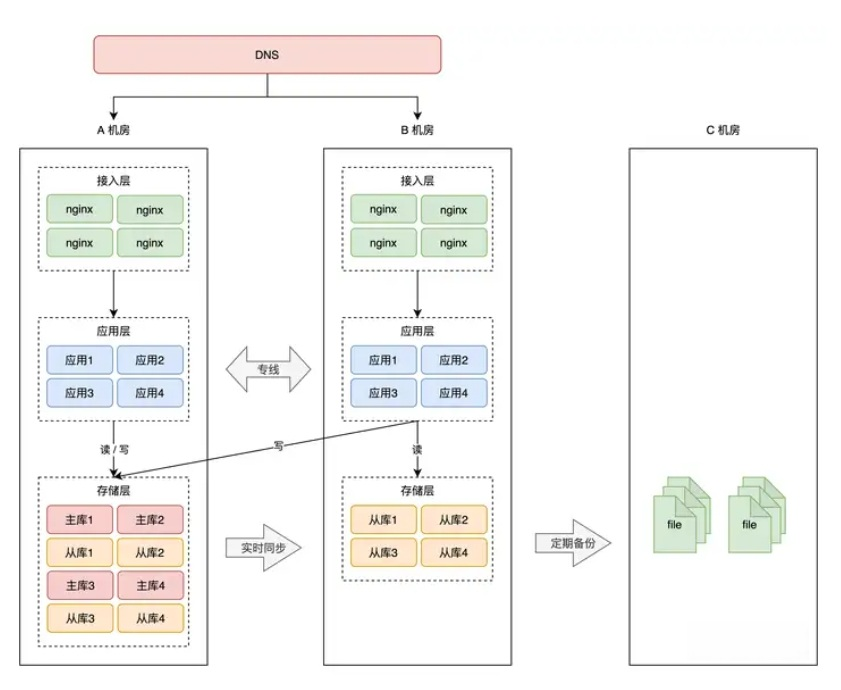 DNS
A 机房
B 机房
C 机房
接入层
nginx nginx
nginx nginx
应用层
应用1 应用2
应用3 应用4
读 / 写
存储层
主库1 主库2
从库1 从库2
主库3 主库4
从库3 从库4
专线
写
实时同步
接入层
nginx nginx
nginx nginx
应用层
应用1 应用2
应用3 应用4
读
存储层
从库1 从库2
从库3 从库4
定期备份
file file